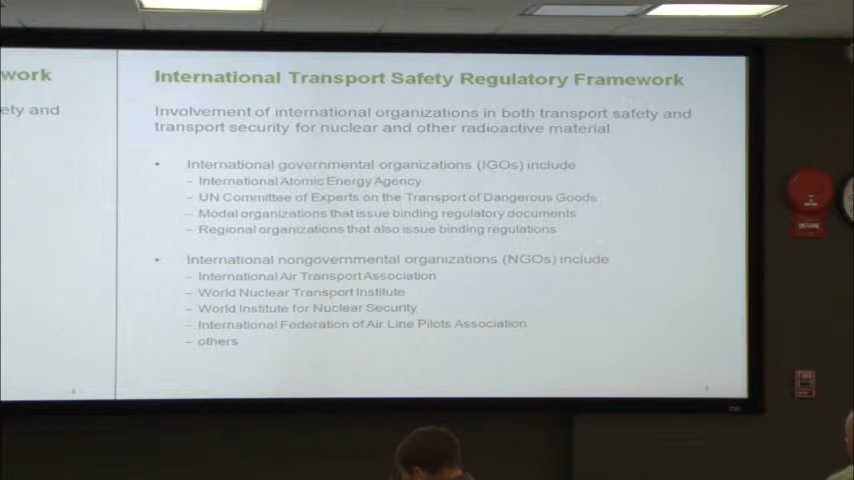 work
ety and
International Transport Safety Regulatory Framework
Involvement of international organizations in both transport safety and
transport security for nuclear and other radioactive material
• International governmental organizations (IGOs) include
– International Atomic Energy Agency
– UN Committee of Experts on the Transport of Dangerous Goods
– Modal organizations that issue binding regulatory documents
– Regional organizations that also issue binding regulations
• International nongovernmental organizations (NGOs) include
– International Air Transport Association
– World Nuclear Transport Institute
– World Institute for Nuclear Security
– International Federation of Air Line Pilots Association
– others